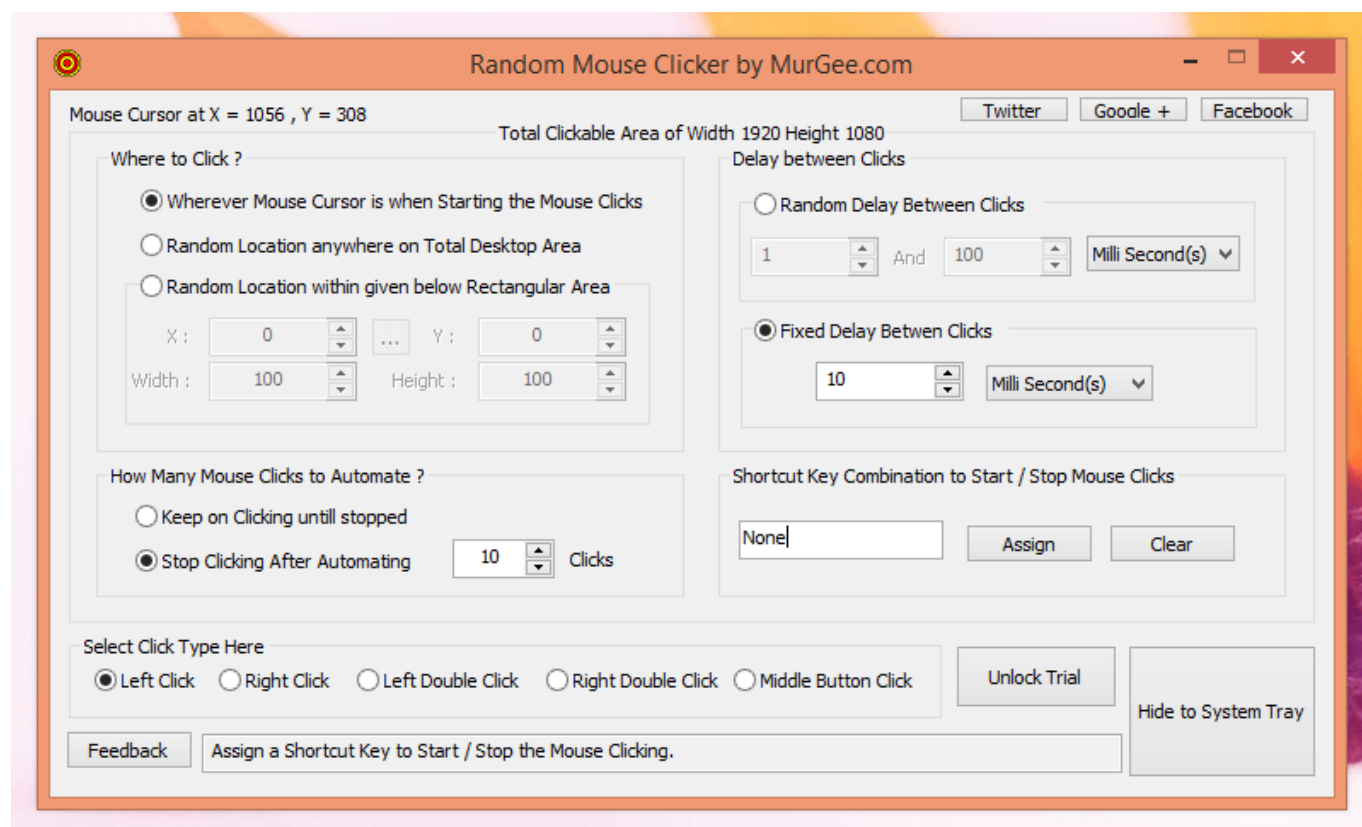 Random Mouse Clicker by MurGee.com
Mouse Cursor at X = 1056 , Y = 308
Twitter
Google +
Facebook
Total Clickable Area of Width 1920 Height 1080
Where to Click ?
Wherever Mouse Cursor is when Starting the Mouse Clicks
Random Location anywhere on Total Desktop Area
Random Location within given below Rectangular Area
X : 0 ... Y : 0
Width : 100 Height : 100
Delay between Clicks
Random Delay Between Clicks
1 And 100 Milli Second(s)
Fixed Delay Betwen Clicks
10 Milli Second(s)
How Many Mouse Clicks to Automate ?
Keep on Clicking untill stopped
Stop Clicking After Automating 10 Clicks
Shortcut Key Combination to Start / Stop Mouse Clicks
None Assign Clear
Select Click Type Here
Left Click Right Click Left Double Click Right Double Click Middle Button Click
Unlock Trial
Hide to System Tray
Feedback
Assign a Shortcut Key to Start / Stop the Mouse Clicking.